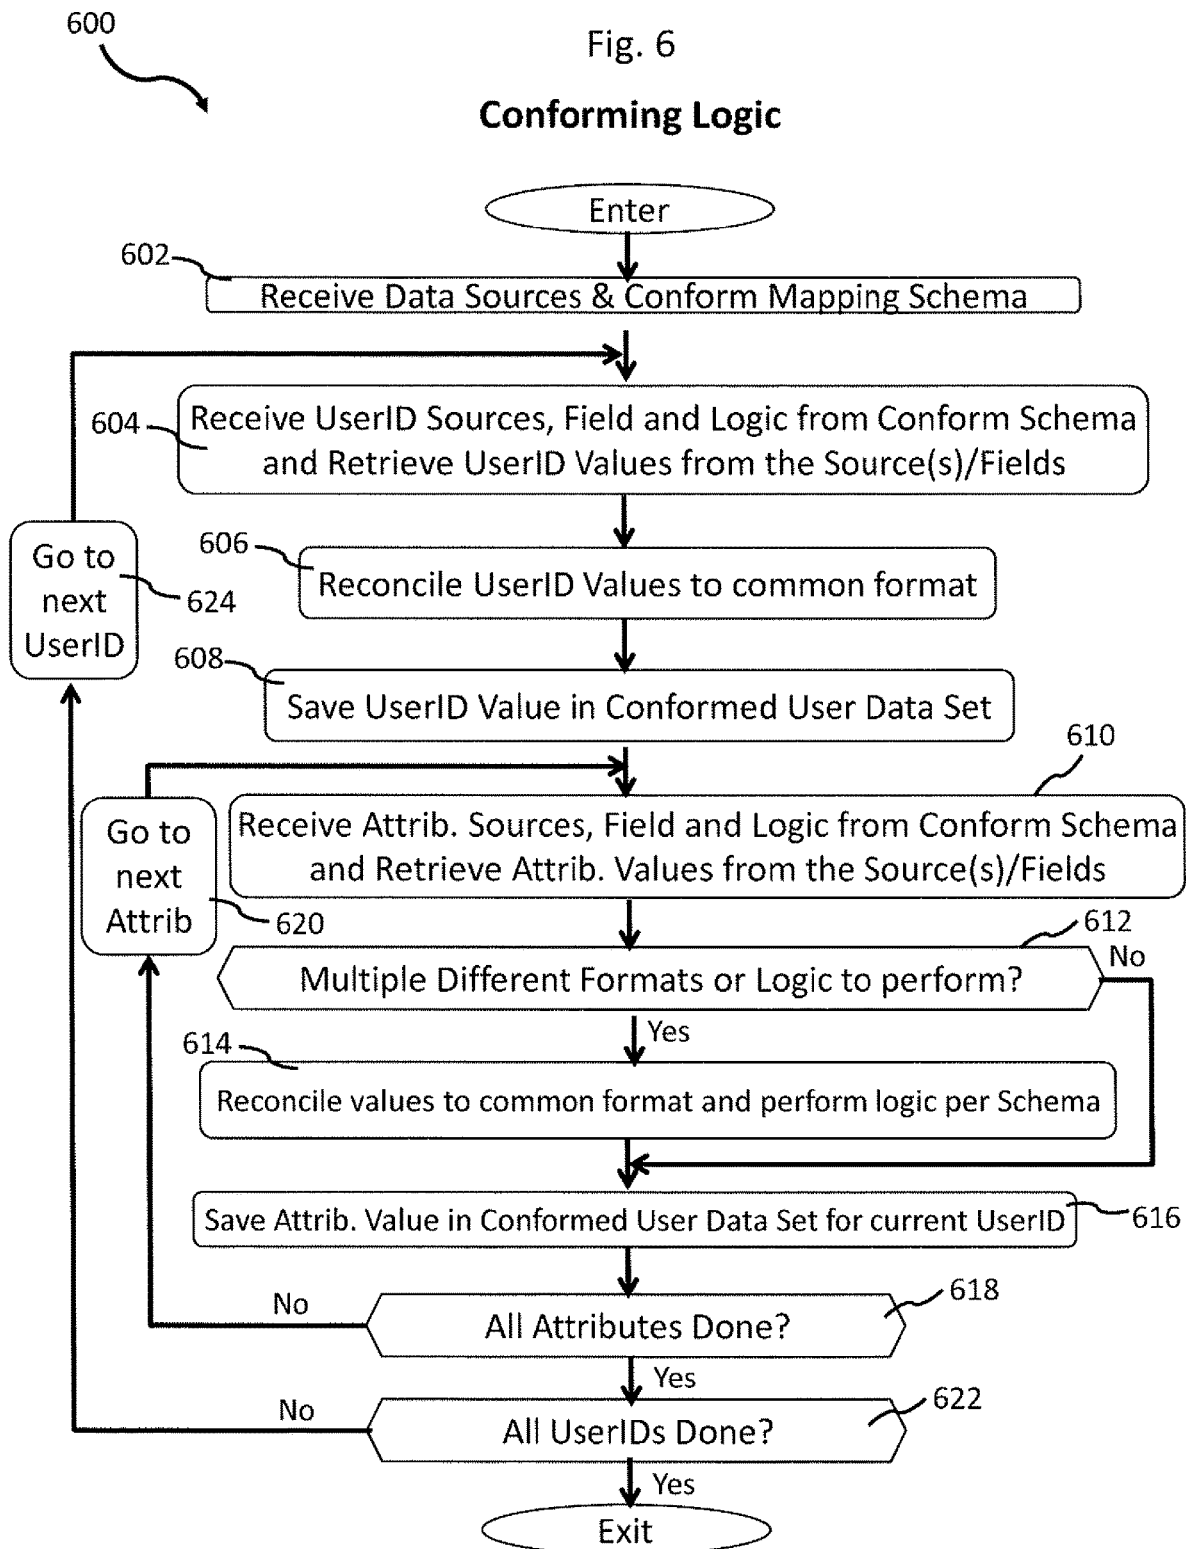 600
Fig. 6
Conforming Logic
Enter
602
Receive Data Sources & Conform Mapping Schema
604
Receive UserID Sources, Field and Logic from Conform Schema
and Retrieve UserID Values from the Source(s)/Fields
606
Reconcile UserID Values to common format
Go to
next
UserID
624
608
Save UserID Value in Conformed User Data Set
610
Receive Attrib. Sources, Field and Logic from Conform Schema
and Retrieve Attrib. Values from the Source(s)/Fields
Go to
next
Attrib
620
612
Multiple Different Formats or Logic to perform?
No
Yes
614
Reconcile values to common format and perform logic per Schema
Save Attrib. Value in Conformed User Data Set for current UserID
616
618
No
All Attributes Done?
Yes
622
No
All UserIDs Done?
Yes
Exit